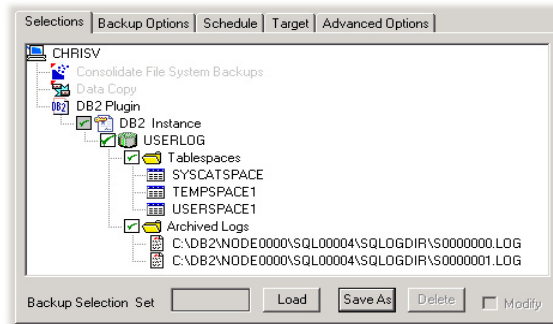 Selections Backup Options Schedule Target Advanced Options
CHRISV
Consolidate File System Backups
Data Copy
DB2 DB2 Plugin
DB2 Instance
USERLOG
Tablespaces
SYSCATSPACE
TEMPSPACE1
USERSPACE1
Archived Logs
C:\DB2\NODE0000\SQL00004\SQLOGDIR\S0000000.LOG
C:\DB2\NODE0000\SQL00004\SQLOGDIR\S0000001.LOG
Backup Selection Set Load Save As Delete Modify